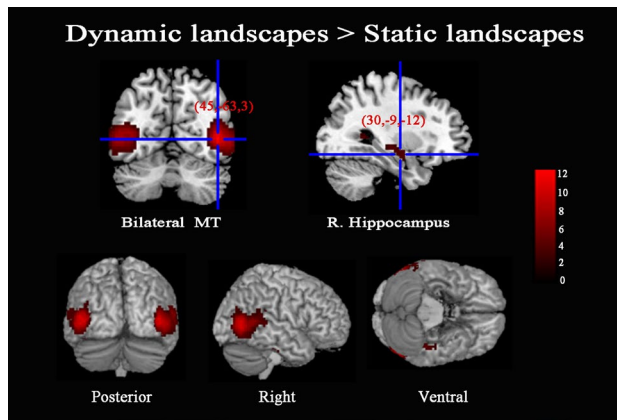 Dynamic landscapes > Static landscapes
(45,-63,3)
(30,-9,-12)
Bilateral MT
R. Hippocampus
12
10
8
6
4
2
0
Posterior
Right
Ventral